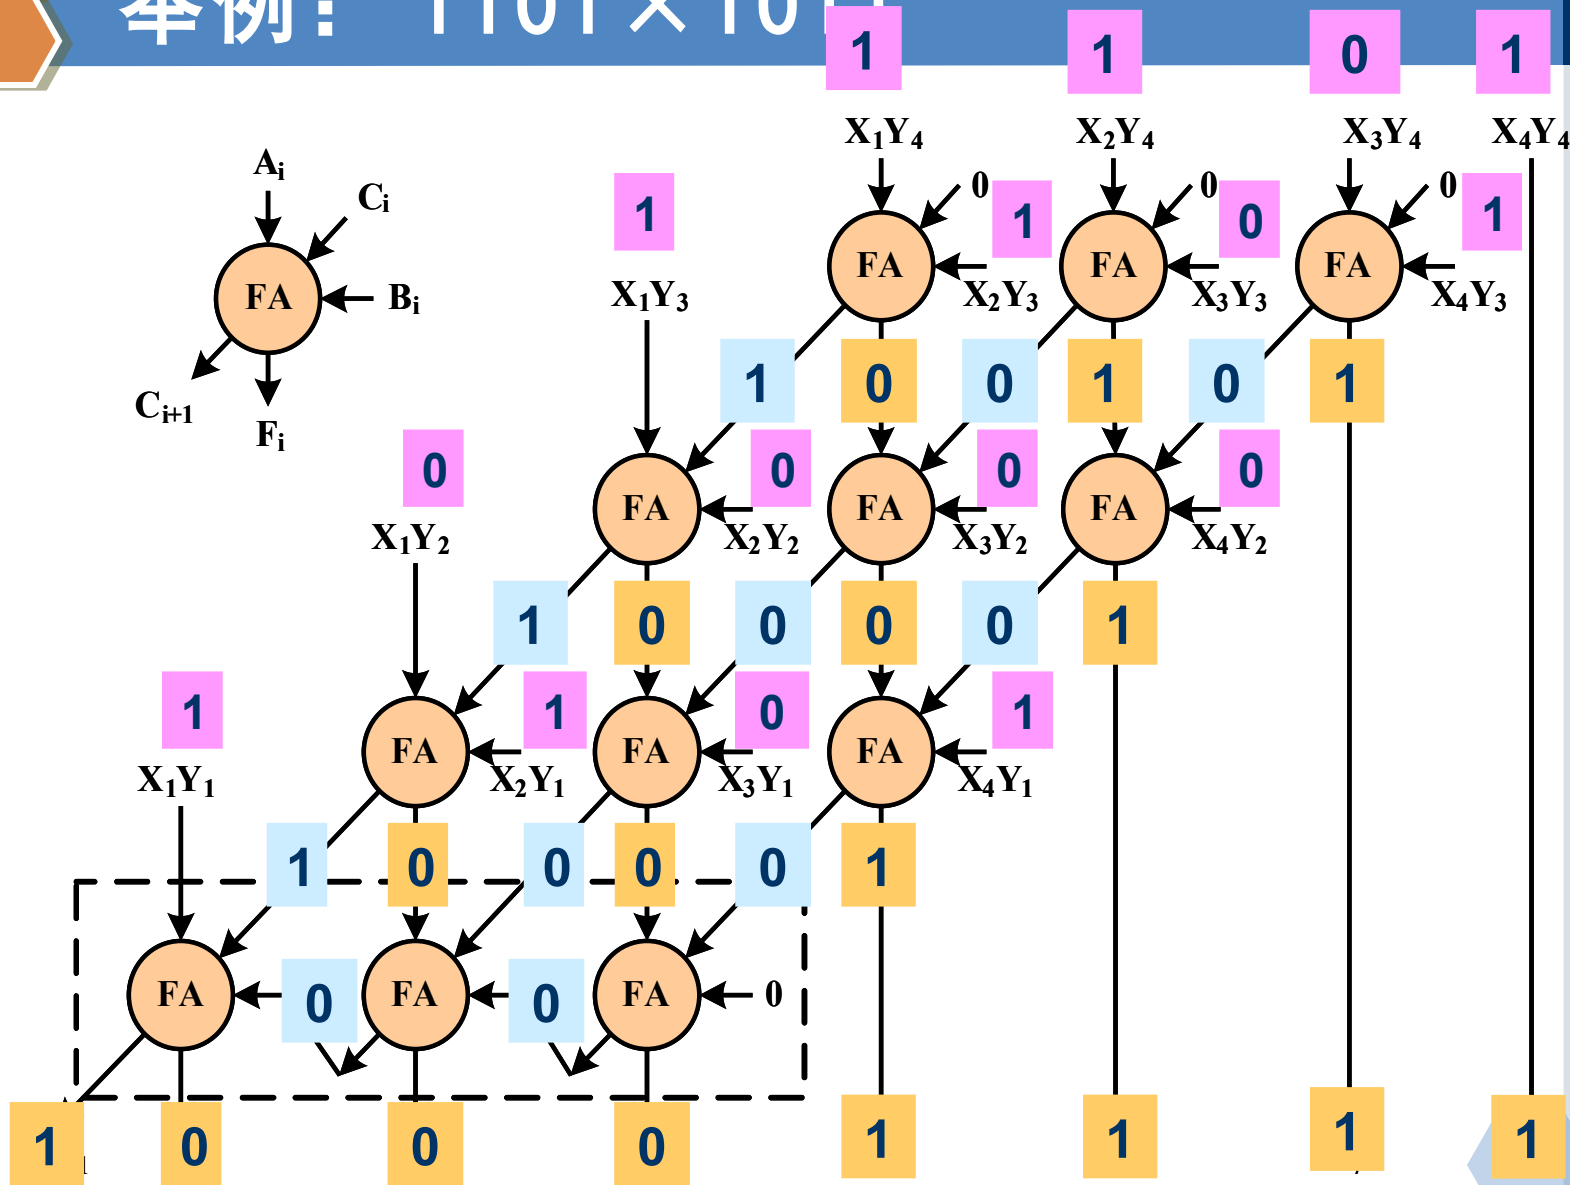 举例： 1101×1011
1 1 0 1
X₁Y₄ X₂Y₄ X₃Y₄ X₄Y₄
Aᵢ Cᵢ 1 0 1 0 0 0 1
FA FA FA FA
Bᵢ X₁Y₃ X₂Y₃ X₃Y₃ X₄Y₃
Cᵢ₊₁ 1 0 0 1 0 1
Fᵢ 0 0 0 0
FA FA FA
X₁Y₂ X₂Y₂ X₃Y₂ X₄Y₂
1 0 0 0 0 1
1 1 0 1
FA FA FA
X₁Y₁ X₂Y₁ X₃Y₁ X₄Y₁
1 0 0 0 0 1
FA 0 FA 0 FA 0
1 0 0 0 1 1 1 1